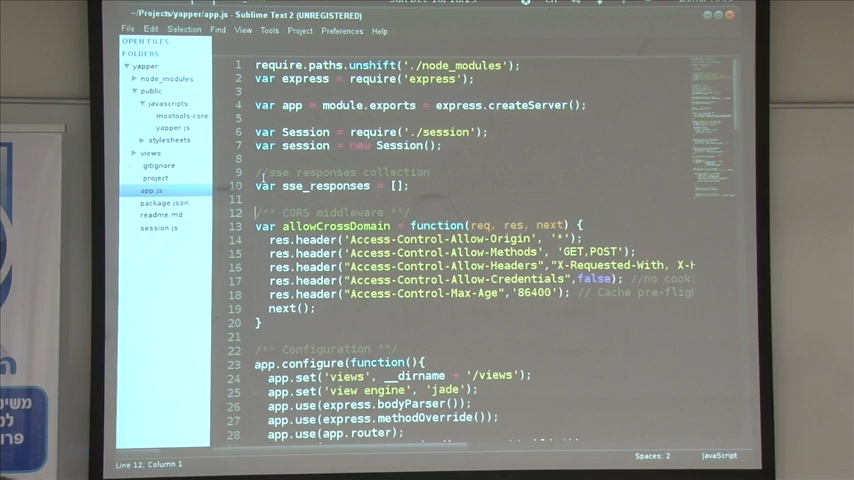 ~/Projects/yapper/app.js - Sublime Text 2 (UNREGISTERED)
File Edit Selection Find View Tools Project Preferences Help
OPEN FILES
FOLDERS
yapper
node_modules
public
javascripts
mootools-core-
yapper.js
stylesheets
views
.gitignore
project
app.js
package.json
readme.md
session.js
1 require.paths.unshift('./node_modules');
2 var express = require('express');
3
4 var app = module.exports = express.createServer();
5
6 var Session = require('./session');
7 var session = new Session();
8
9 //sse responses collection
10 var sse_responses = [];
11
12 /** CORS middleware **/
13 var allowCrossDomain = function(req, res, next) {
14 res.header('Access-Control-Allow-Origin', '*');
15 res.header('Access-Control-Allow-Methods', 'GET,POST');
16 res.header("Access-Control-Allow-Headers","X-Requested-With, X-H
17 res.header("Access-Control-Allow-Credentials",false); //no cook
18 res.header("Access-Control-Max-Age",'86400'); // Cache pre-fligh
19 next();
20 }
21
22 /** Configuration **/
23 app.configure(function(){
24 app.set('views', __dirname + '/views');
25 app.set('view engine', 'jade');
26 app.use(express.bodyParser());
27 app.use(express.methodOverride());
28 app.use(app.router);
Line 12, Column 1
Spaces: 2
JavaScript